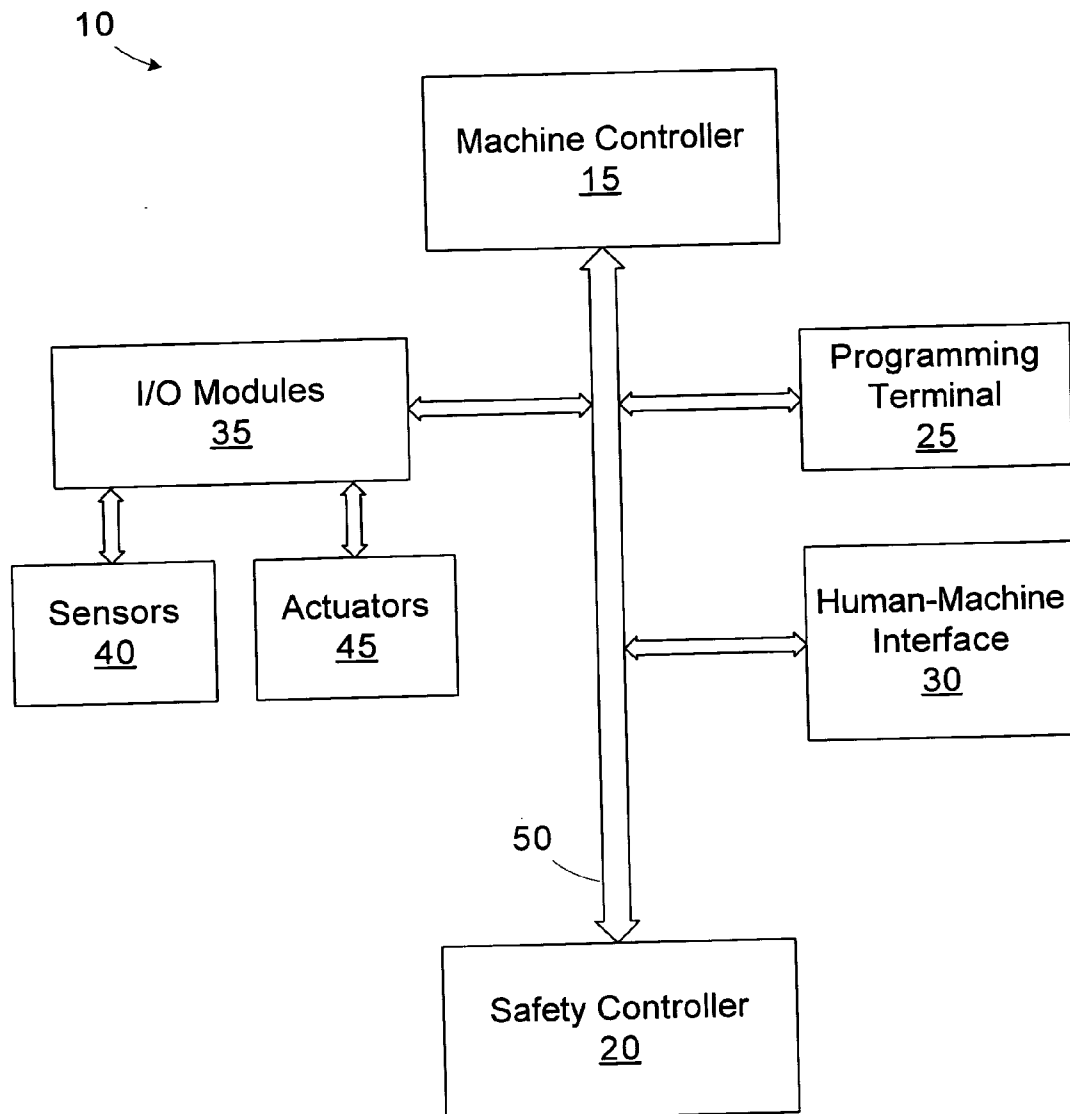 10
Machine Controller
15
I/O Modules
35
Programming
Terminal
25
Sensors
40
Actuators
45
Human-Machine
Interface
30
50
Safety Controller
20